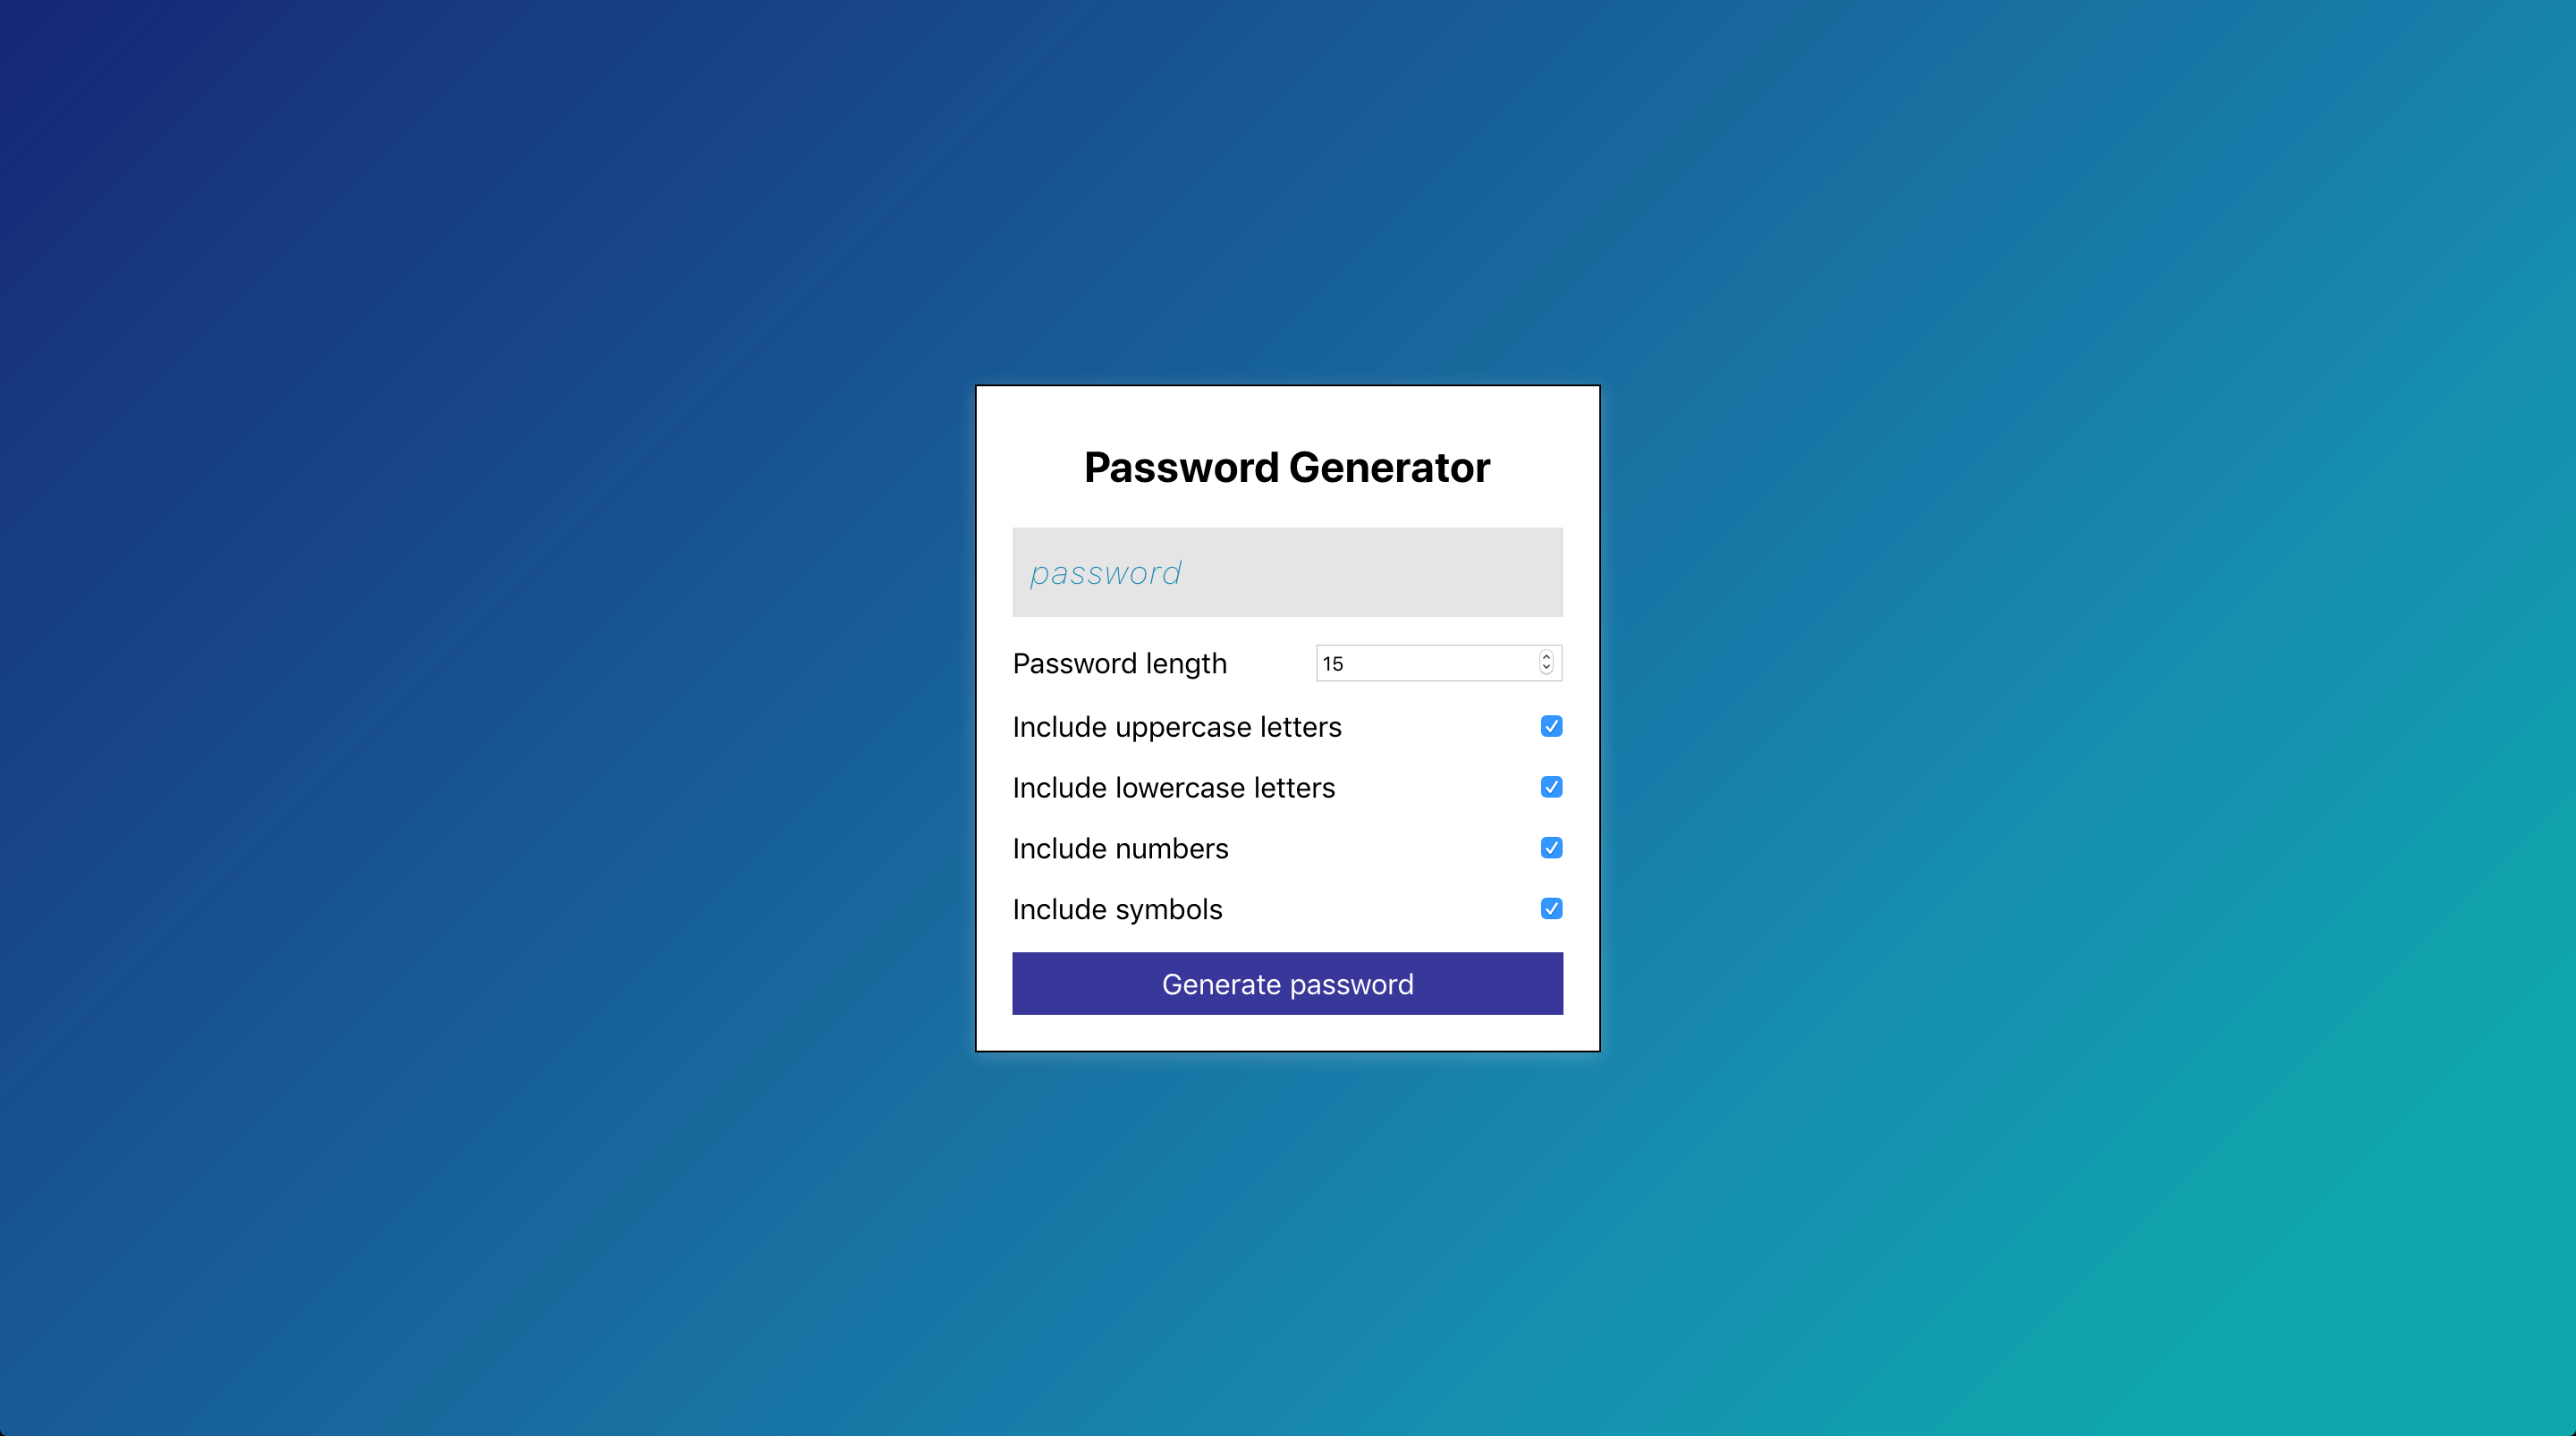 Password Generator
password
Password length 15
Include uppercase letters
Include lowercase letters
Include numbers
Include symbols
Generate password